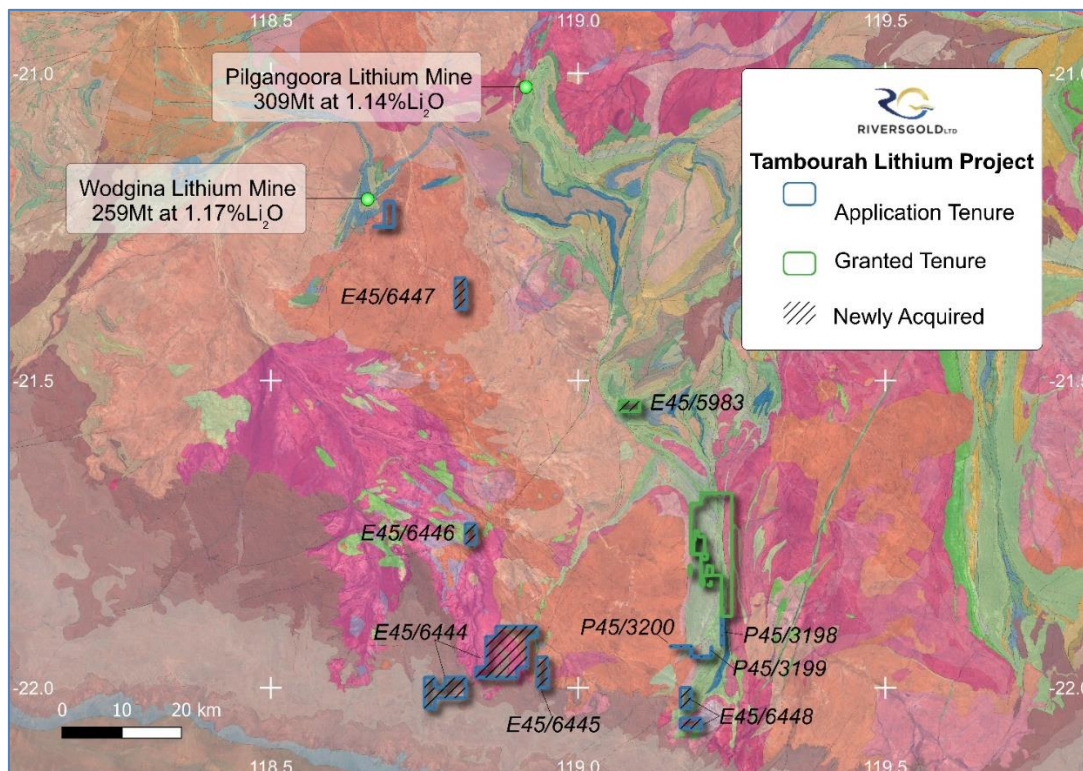 118.5
119.0
119.5
-21.0
-21.0
Pilgangoora Lithium Mine
309Mt at 1.14%Li₂O
Wodgina Lithium Mine
259Mt at 1.17%Li₂O
RIVERSGOLD LTD
Tambourah Lithium Project
Application Tenure
Granted Tenure
Newly Acquired
E45/6447
-21.5
-21.5
E45/5983
E45/6446
E45/6444
P45/3200
P45/3198
P45/3199
-22.0
-22.0
E45/6445
E45/6448
0 10 20 km
118.5
119.0
119.5